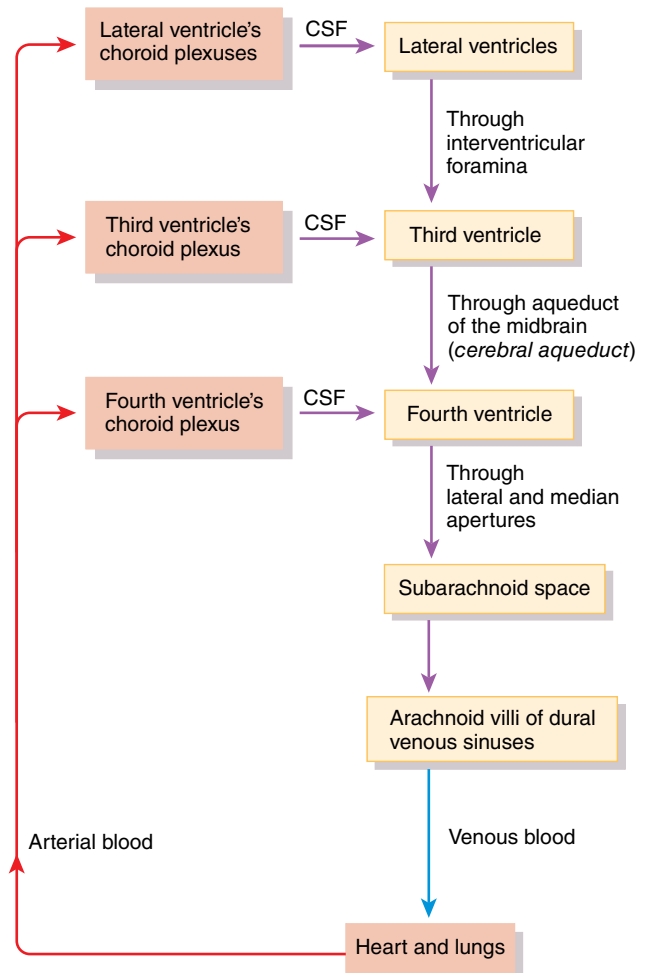 Lateral ventricle's
choroid plexuses
CSF
Lateral ventricles
Through
interventricular
foramina
Third ventricle's
choroid plexus
CSF
Third ventricle
Through aqueduct
of the midbrain
(cerebral aqueduct)
Fourth ventricle's
choroid plexus
CSF
Fourth ventricle
Through
lateral and median
apertures
Subarachnoid space
Arachnoid villi of dural
venous sinuses
Arterial blood
Venous blood
Heart and lungs